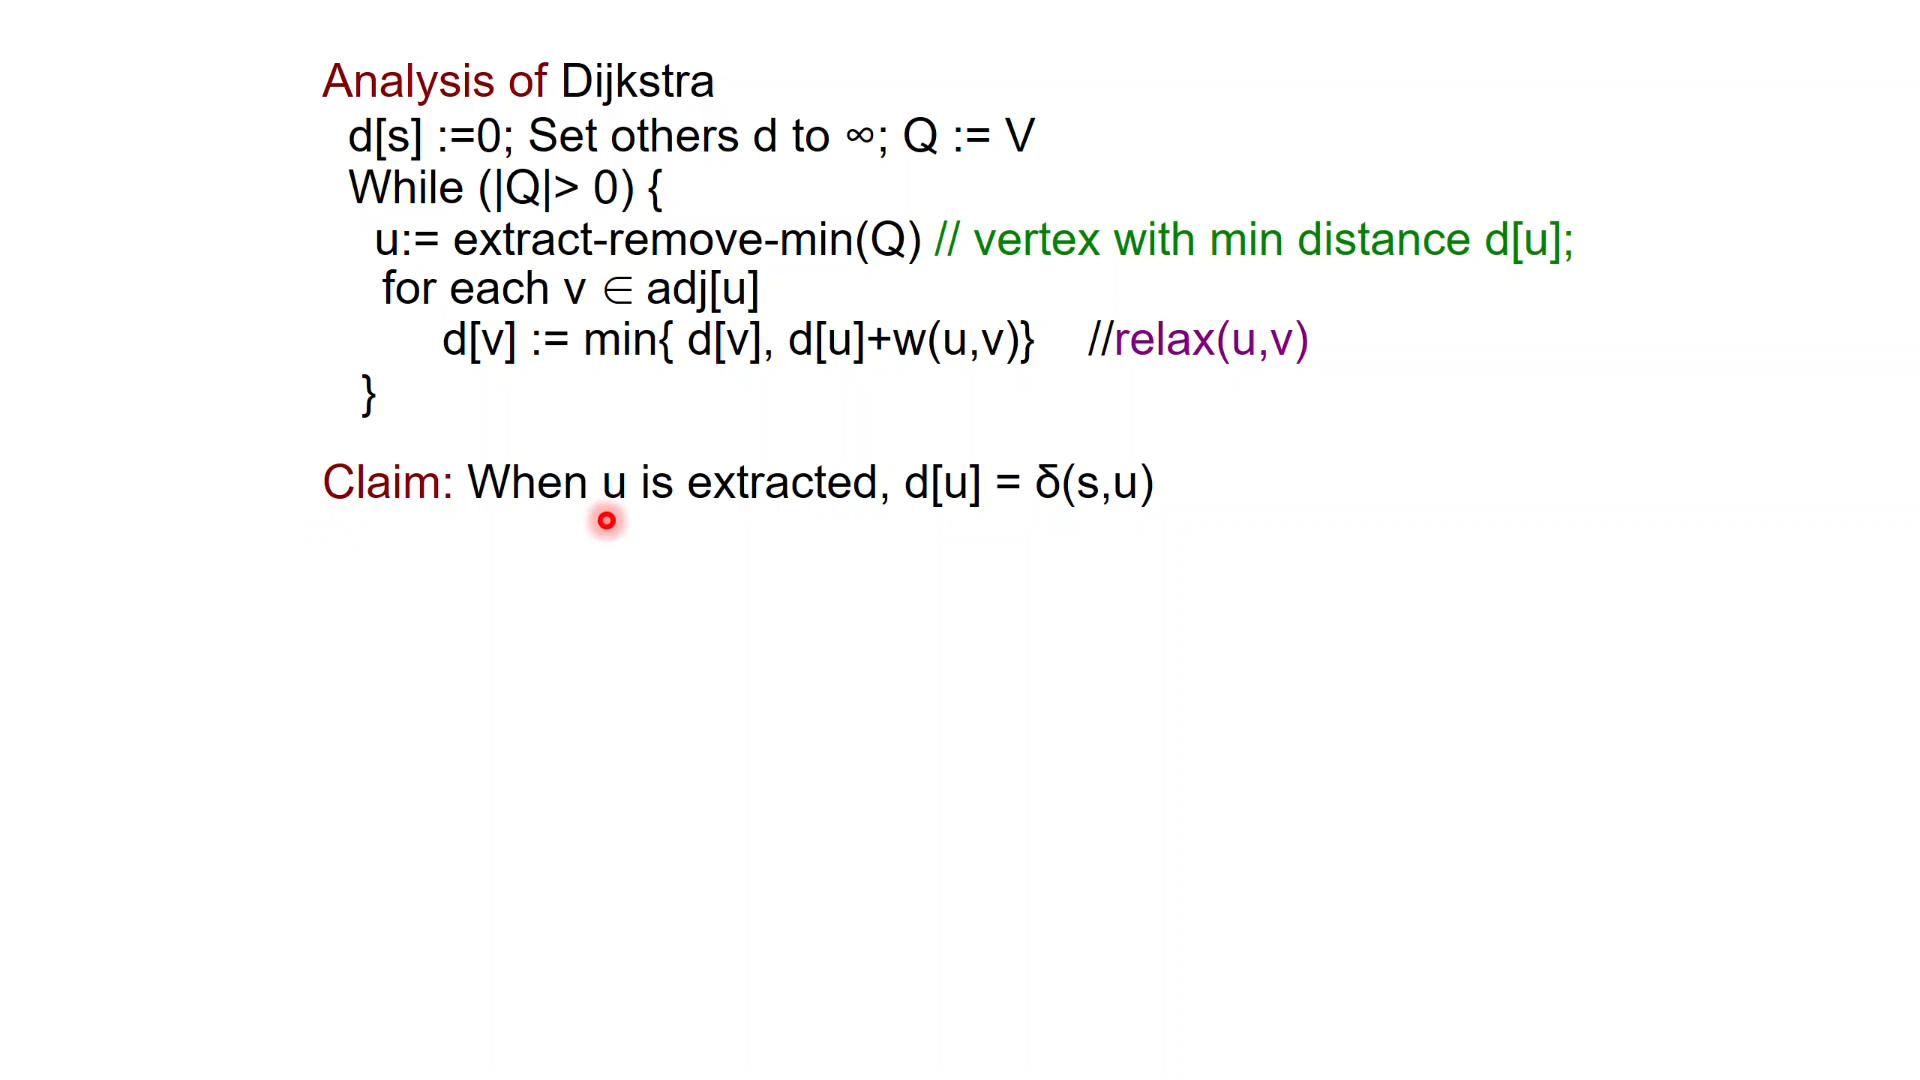 Analysis of Dijkstra
d[s] :=0; Set others d to ∞; Q := V
While (|Q|> 0) {
u:= extract-remove-min(Q) // vertex with min distance d[u];
for each v ∈ adj[u]
d[v] := min{ d[v], d[u]+w(u,v)} //relax(u,v)
}
Claim: When u is extracted, d[u] = δ(s,u)